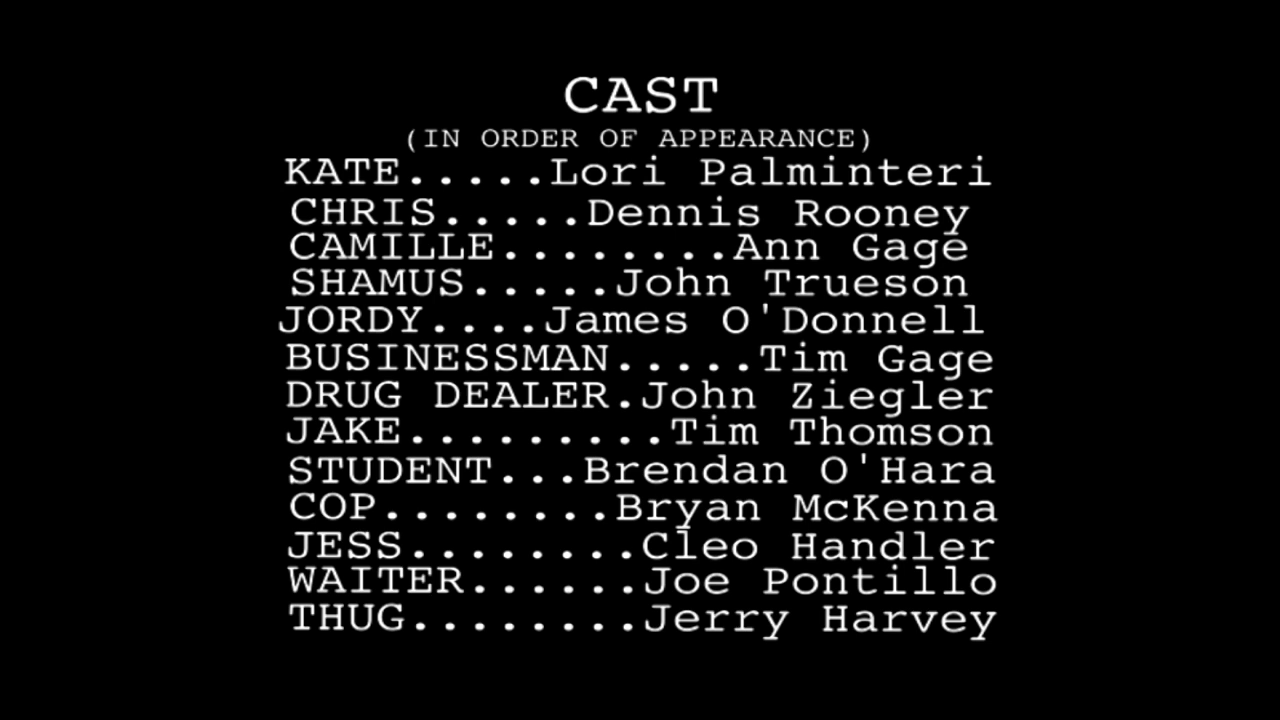 CAST
(IN ORDER OF APPEARANCE)
KATE.....Lori Palminteri
CHRIS.....Dennis Rooney
CAMILLE........Ann Gage
SHAMUS.....John Trueson
JORDY....James O'Donnell
BUSINESSMAN.....Tim Gage
DRUG DEALER.John Ziegler
JAKE.........Tim Thomson
STUDENT...Brendan O'Hara
COP........Bryan McKenna
JESS........Cleo Handler
WAITER......Joe Pontillo
THUG........Jerry Harvey